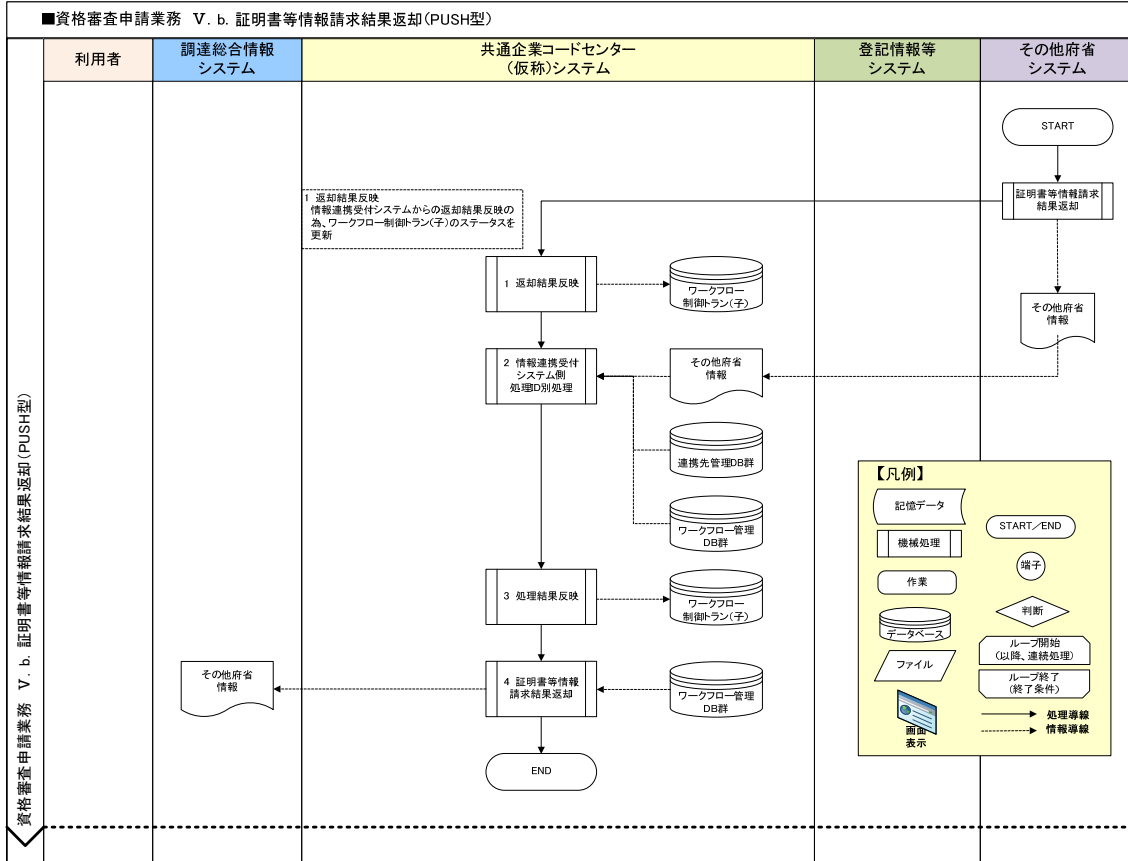 ■資格審査申請業務 Ⅴ．b．証明書等情報請求結果返却(PUSH型)
利用者
調達総合情報
システム
共通企業コードセンター
(仮称)システム
登記情報等
システム
その他府省
システム
START
証明書等情報請求
結果返却
1 返却結果反映
情報連携受付システムからの返却結果反映の
為、ワークフロー制御トラン(子)のステータスを
更新
1 返却結果反映
ワークフロー
制御トラン(子)
その他府省
情報
2 情報連携受付
システム側
処理ID別処理
その他府省
情報
連携先管理DB群
ワークフロー管理
DB群
3 処理結果反映
ワークフロー
制御トラン(子)
その他府省
情報
4 証明書等情報
請求結果返却
ワークフロー管理
DB群
END
【凡例】
記憶データ
START／END
機械処理
端子
作業
判断
データベース
ループ開始
(以降、連続処理)
ファイル
ループ終了
(終了条件)
画面
表示
処理導線
情報導線
資格審査申請業務 Ⅴ．b．証明書等情報請求結果返却(PUSH型)